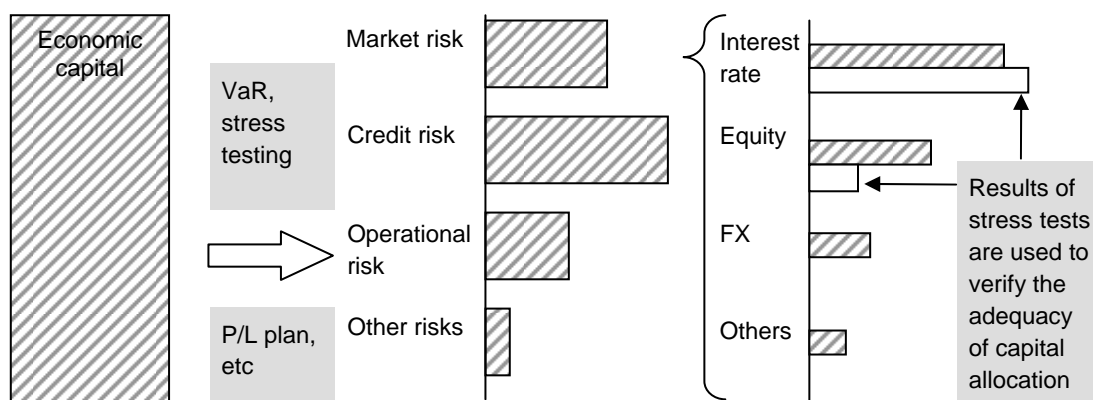 Economic
capital
VaR,
stress
testing
P/L plan,
etc
Market risk
Credit risk
Operational
risk
Other risks
Interest
rate
Equity
FX
Others
Results of
stress tests
are used to
verify the
adequacy
of capital
allocation